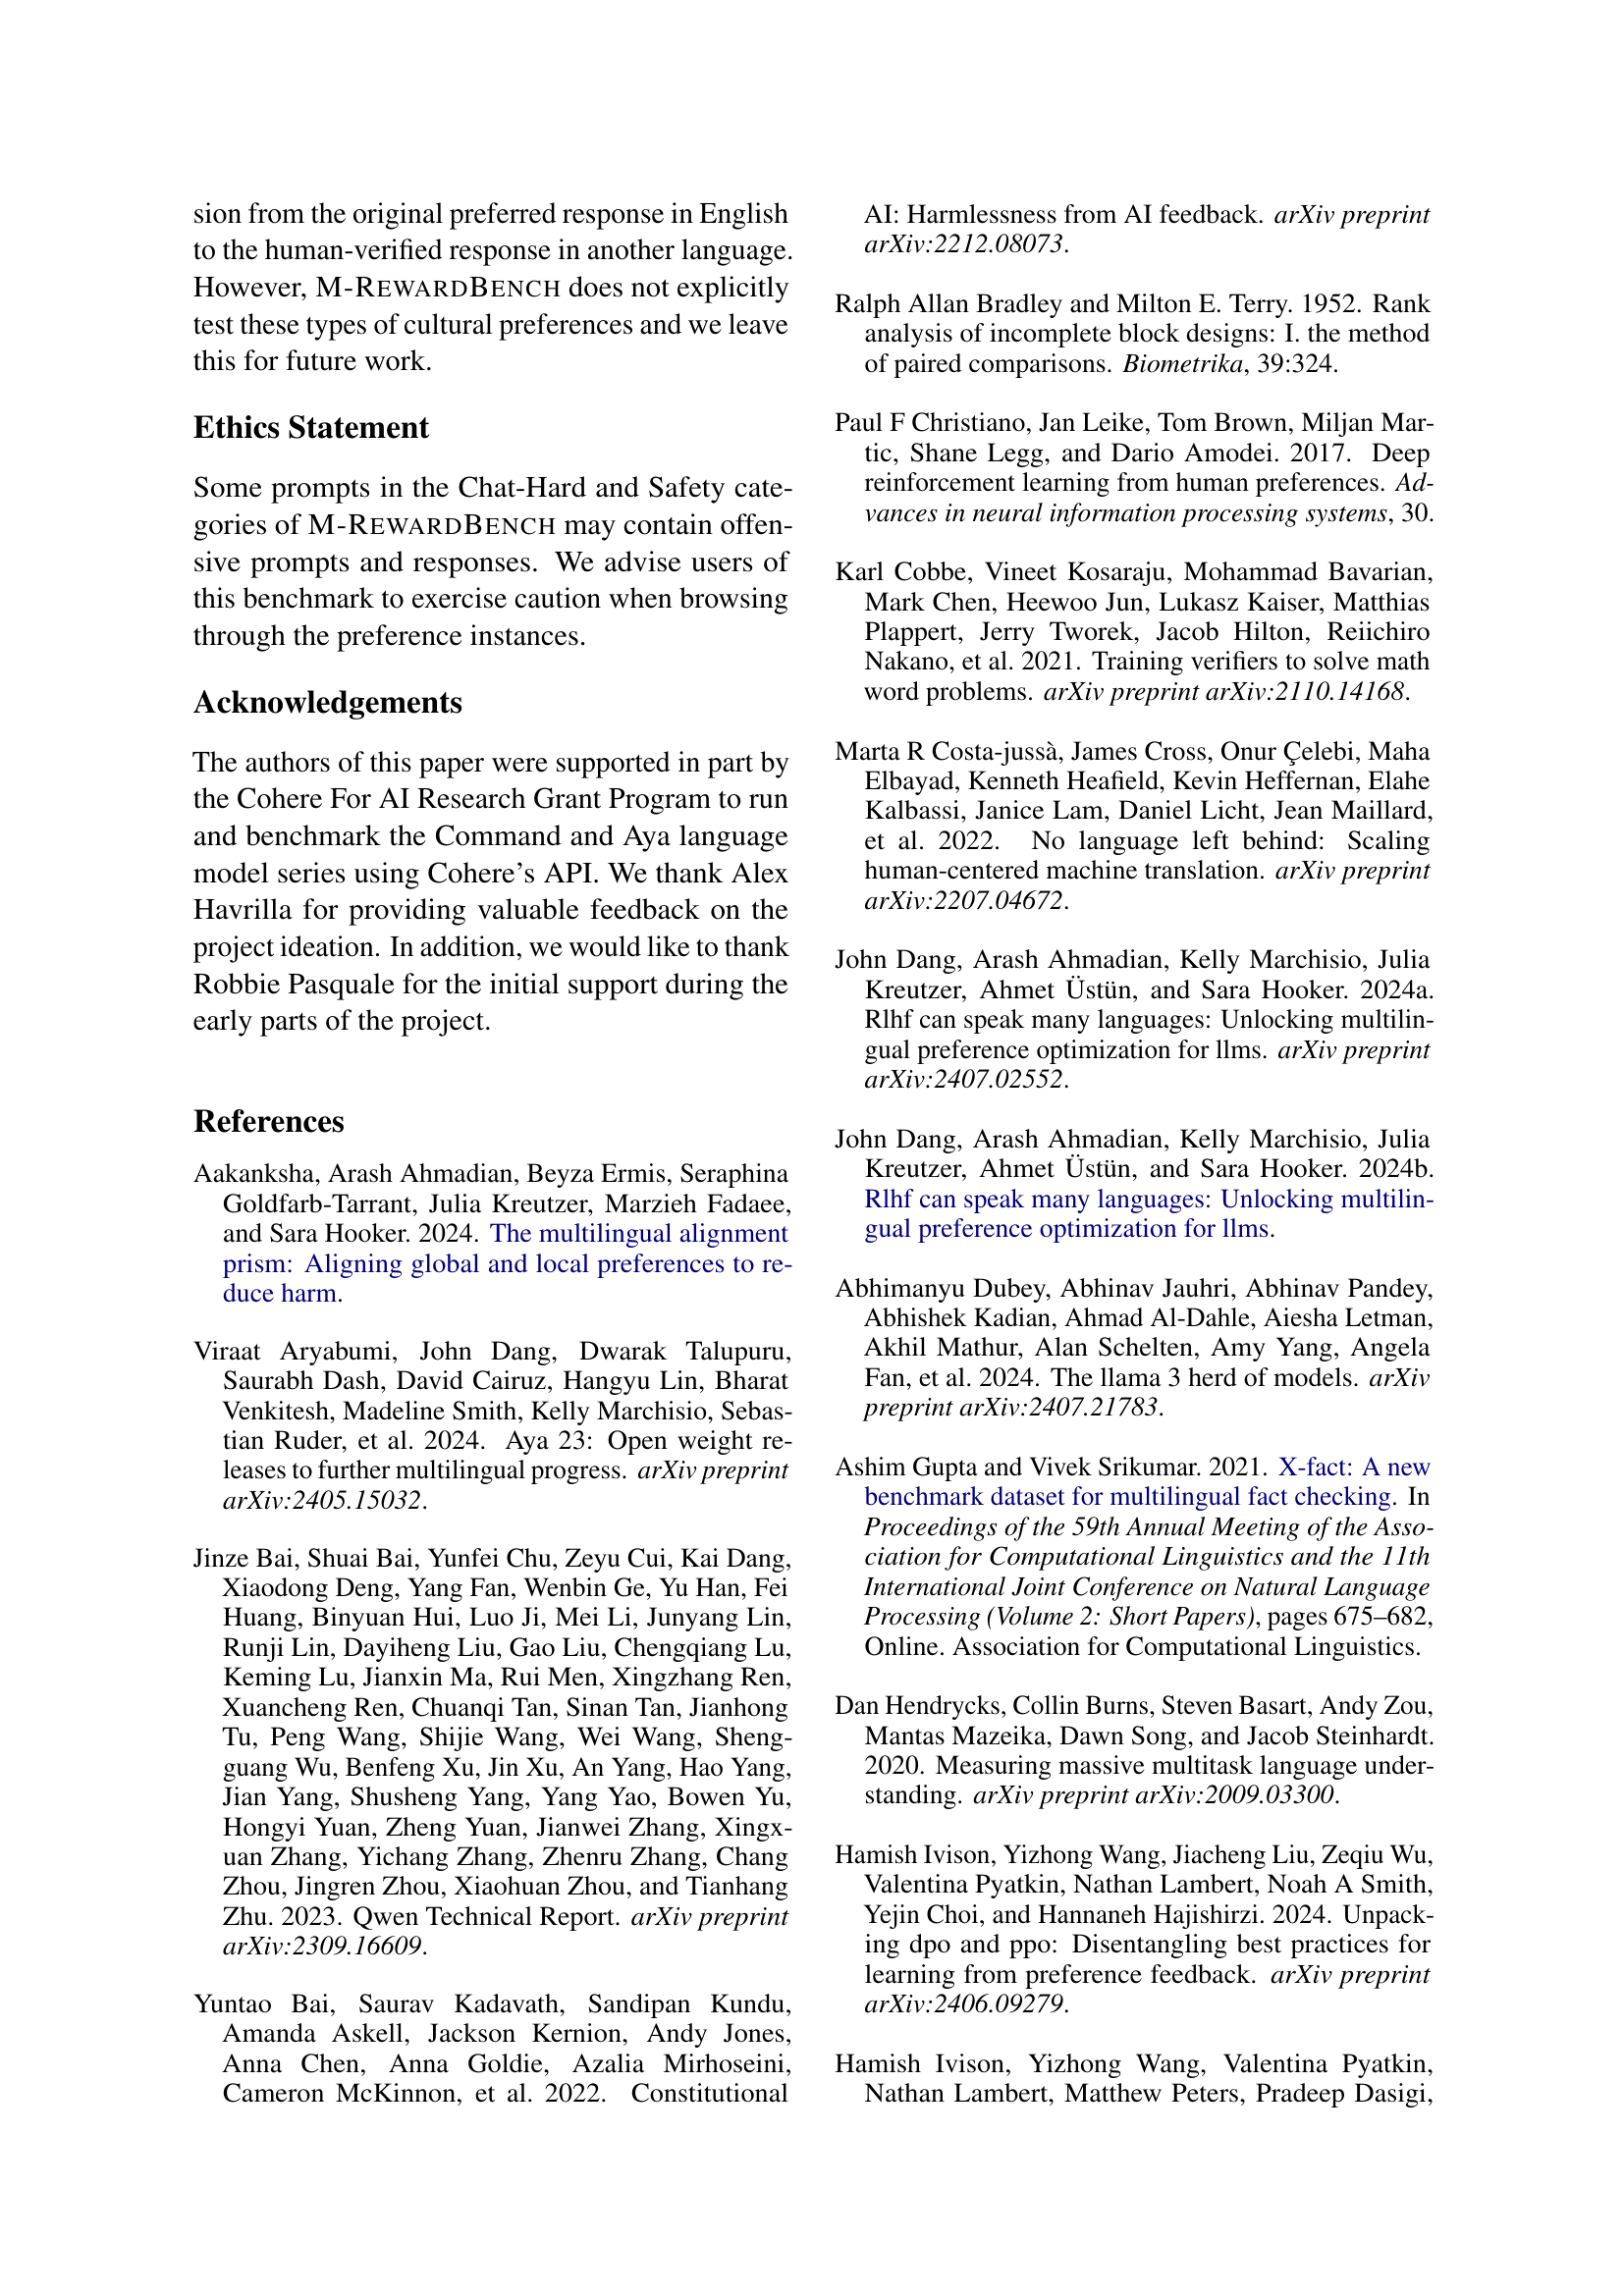 sion from the original preferred response in English
to the human-verified response in another language.
However, M-REWARDBENCH does not explicitly
test these types of cultural preferences and we leave
this for future work.
Ethics Statement
Some prompts in the Chat-Hard and Safety cate-
gories of M-REWARDBENCH may contain offen-
sive prompts and responses. We advise users of
this benchmark to exercise caution when browsing
through the preference instances.
Acknowledgements
The authors of this paper were supported in part by
the Cohere For AI Research Grant Program to run
and benchmark the Command and Aya language
model series using Cohere's API. We thank Alex
Havrilla for providing valuable feedback on the
project ideation. In addition, we would like to thank
Robbie Pasquale for the initial support during the
early parts of the project.
References
Aakanksha, Arash Ahmadian, Beyza Ermis, Seraphina
Goldfarb-Tarrant, Julia Kreutzer, Marzieh Fadaee,
and Sara Hooker. 2024. The multilingual alignment
prism: Aligning global and local preferences to re-
duce harm.
Viraat Aryabumi, John Dang, Dwarak Talupuru,
Saurabh Dash, David Cairuz, Hangyu Lin, Bharat
Venkitesh, Madeline Smith, Kelly Marchisio, Sebas-
tian Ruder, et al. 2024. Aya 23: Open weight re-
leases to further multilingual progress. arXiv preprint
arXiv:2405.15032.
Jinze Bai, Shuai Bai, Yunfei Chu, Zeyu Cui, Kai Dang,
Xiaodong Deng, Yang Fan, Wenbin Ge, Yu Han, Fei
Huang, Binyuan Hui, Luo Ji, Mei Li, Junyang Lin,
Runji Lin, Dayiheng Liu, Gao Liu, Chengqiang Lu,
Keming Lu, Jianxin Ma, Rui Men, Xingzhang Ren,
Xuancheng Ren, Chuanqi Tan, Sinan Tan, Jianhong
Tu, Peng Wang, Shijie Wang, Wei Wang, Sheng-
guang Wu, Benfeng Xu, Jin Xu, An Yang, Hao Yang,
Jian Yang, Shusheng Yang, Yang Yao, Bowen Yu,
Hongyi Yuan, Zheng Yuan, Jianwei Zhang, Xingx-
uan Zhang, Yichang Zhang, Zhenru Zhang, Chang
Zhou, Jingren Zhou, Xiaohuan Zhou, and Tianhang
Zhu. 2023. Qwen Technical Report. arXiv preprint
arXiv:2309.16609.
Yuntao Bai, Saurav Kadavath, Sandipan Kundu,
Amanda Askell, Jackson Kernion, Andy Jones,
Anna Chen, Anna Goldie, Azalia Mirhoseini,
Cameron McKinnon, et al. 2022. Constitutional
AI: Harmlessness from AI feedback. arXiv preprint
arXiv:2212.08073.
Ralph Allan Bradley and Milton E. Terry. 1952. Rank
analysis of incomplete block designs: I. the method
of paired comparisons. Biometrika, 39:324.
Paul F Christiano, Jan Leike, Tom Brown, Miljan Mar-
tic, Shane Legg, and Dario Amodei. 2017. Deep
reinforcement learning from human preferences. Ad-
vances in neural information processing systems, 30.
Karl Cobbe, Vineet Kosaraju, Mohammad Bavarian,
Mark Chen, Heewoo Jun, Lukasz Kaiser, Matthias
Plappert, Jerry Tworek, Jacob Hilton, Reiichiro
Nakano, et al. 2021. Training verifiers to solve math
word problems. arXiv preprint arXiv:2110.14168.
Marta R Costa-jussà, James Cross, Onur Çelebi, Maha
Elbayad, Kenneth Heafield, Kevin Heffernan, Elahe
Kalbassi, Janice Lam, Daniel Licht, Jean Maillard,
et al. 2022. No language left behind: Scaling
human-centered machine translation. arXiv preprint
arXiv:2207.04672.
John Dang, Arash Ahmadian, Kelly Marchisio, Julia
Kreutzer, Ahmet Üstün, and Sara Hooker. 2024a.
Rlhf can speak many languages: Unlocking multilin-
gual preference optimization for llms. arXiv preprint
arXiv:2407.02552.
John Dang, Arash Ahmadian, Kelly Marchisio, Julia
Kreutzer, Ahmet Üstün, and Sara Hooker. 2024b.
Rlhf can speak many languages: Unlocking multilin-
gual preference optimization for llms.
Abhimanyu Dubey, Abhinav Jauhri, Abhinav Pandey,
Abhishek Kadian, Ahmad Al-Dahle, Aiesha Letman,
Akhil Mathur, Alan Schelten, Amy Yang, Angela
Fan, et al. 2024. The llama 3 herd of models. arXiv
preprint arXiv:2407.21783.
Ashim Gupta and Vivek Srikumar. 2021. X-fact: A new
benchmark dataset for multilingual fact checking. In
Proceedings of the 59th Annual Meeting of the Asso-
ciation for Computational Linguistics and the 11th
International Joint Conference on Natural Language
Processing (Volume 2: Short Papers), pages 675–682,
Online. Association for Computational Linguistics.
Dan Hendrycks, Collin Burns, Steven Basart, Andy Zou,
Mantas Mazeika, Dawn Song, and Jacob Steinhardt.
2020. Measuring massive multitask language under-
standing. arXiv preprint arXiv:2009.03300.
Hamish Ivison, Yizhong Wang, Jiacheng Liu, Zeqiu Wu,
Valentina Pyatkin, Nathan Lambert, Noah A Smith,
Yejin Choi, and Hannaneh Hajishirzi. 2024. Unpack-
ing dpo and ppo: Disentangling best practices for
learning from preference feedback. arXiv preprint
arXiv:2406.09279.
Hamish Ivison, Yizhong Wang, Valentina Pyatkin,
Nathan Lambert, Matthew Peters, Pradeep Dasigi,